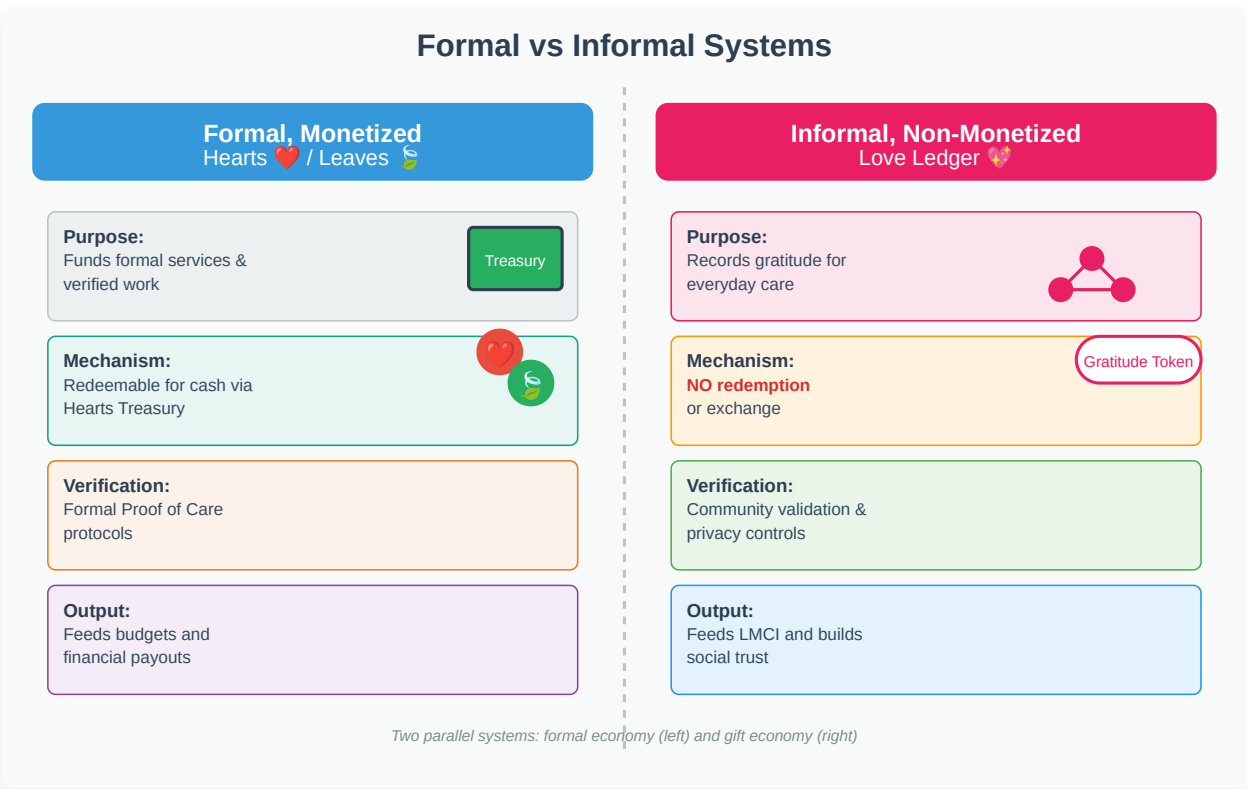 Formal vs Informal Systems
Formal, Monetized
Hearts ❤️ / Leaves 🍃
Purpose:
Funds formal services &
verified work
Treasury
Mechanism:
Redeemable for cash via
Hearts Treasury
Verification:
Formal Proof of Care
protocols
Output:
Feeds budgets and
financial payouts
Informal, Non-Monetized
Love Ledger 💖
Purpose:
Records gratitude for
everyday care
Mechanism:
NO redemption
or exchange
Gratitude Token
Verification:
Community validation &
privacy controls
Output:
Feeds LMCI and builds
social trust
Two parallel systems: formal economy (left) and gift economy (right)